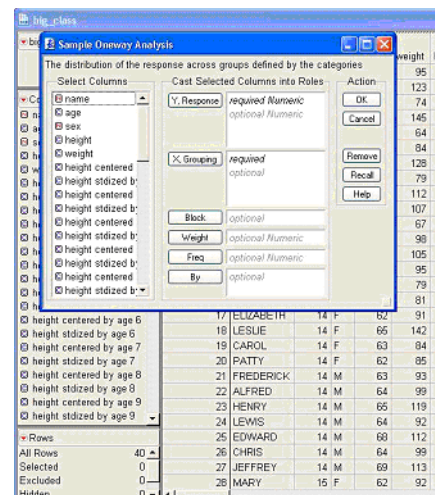 big_class
Sample Oneway Analysis
The distribution of the response across groups defined by the categories
Select Columns
name
age
sex
height
weight
height centered
height stdized by
height centered
height stdized by
height centered
height stdized by
height centered
height stdized by
Cast Selected Columns into Roles
Y, Response
required Numeric
optional Numeric
X, Grouping
required
optional
Block
optional
Weight
optional Numeric
Freq
optional Numeric
By
optional
Action
OK
Cancel
Remove
Recall
Help
weight
95
123
74
145
64
84
128
79
112
107
67
98
105
95
79
81
17 ELIZABETH 14 F 62 91
18 LESLIE 14 F 65 142
19 CAROL 14 F 63 84
20 PATTY 14 F 62 85
21 FREDERICK 14 M 63 93
22 ALFRED 14 M 64 99
23 HENRY 14 M 65 119
24 LEWIS 14 M 64 92
25 EDWARD 14 M 68 112
26 CHRIS 14 M 64 99
27 JEFFREY 14 M 69 113
28 MARY 15 F 62 92
height centered by age 6
height stdized by age 6
height centered by age 7
height stdized by age 7
height centered by age 8
height stdized by age 8
height centered by age 9
height stdized by age 9
Rows
All Rows 40
Selected 0
Excluded 0
Hidden 0